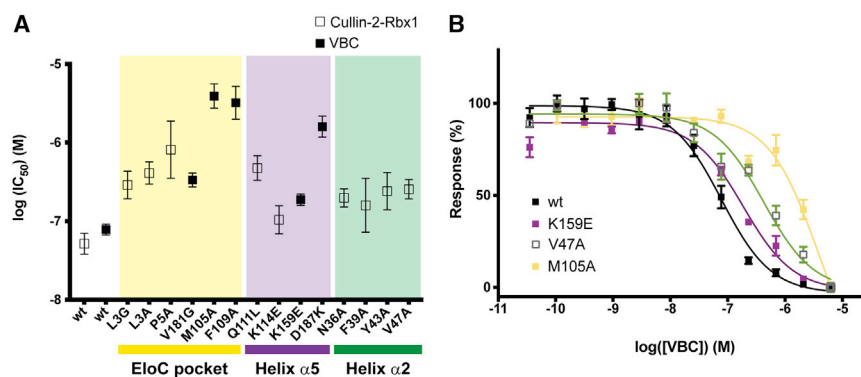 A
□ Cullin-2-Rbx1
■ VBC
log (IC50) (M)
-5
-6
-7
-8
wt
wt
L3G
L3A
P5A
V181G
M105A
F109A
Q111L
K114E
K159E
D187K
N36A
F39A
Y43A
V47A
EloC pocket
Helix α5
Helix α2
B
Response (%)
100
50
0
wt
K159E
V47A
M105A
-11
-10
-9
-8
-7
-6
-5
log([VBC]) (M)